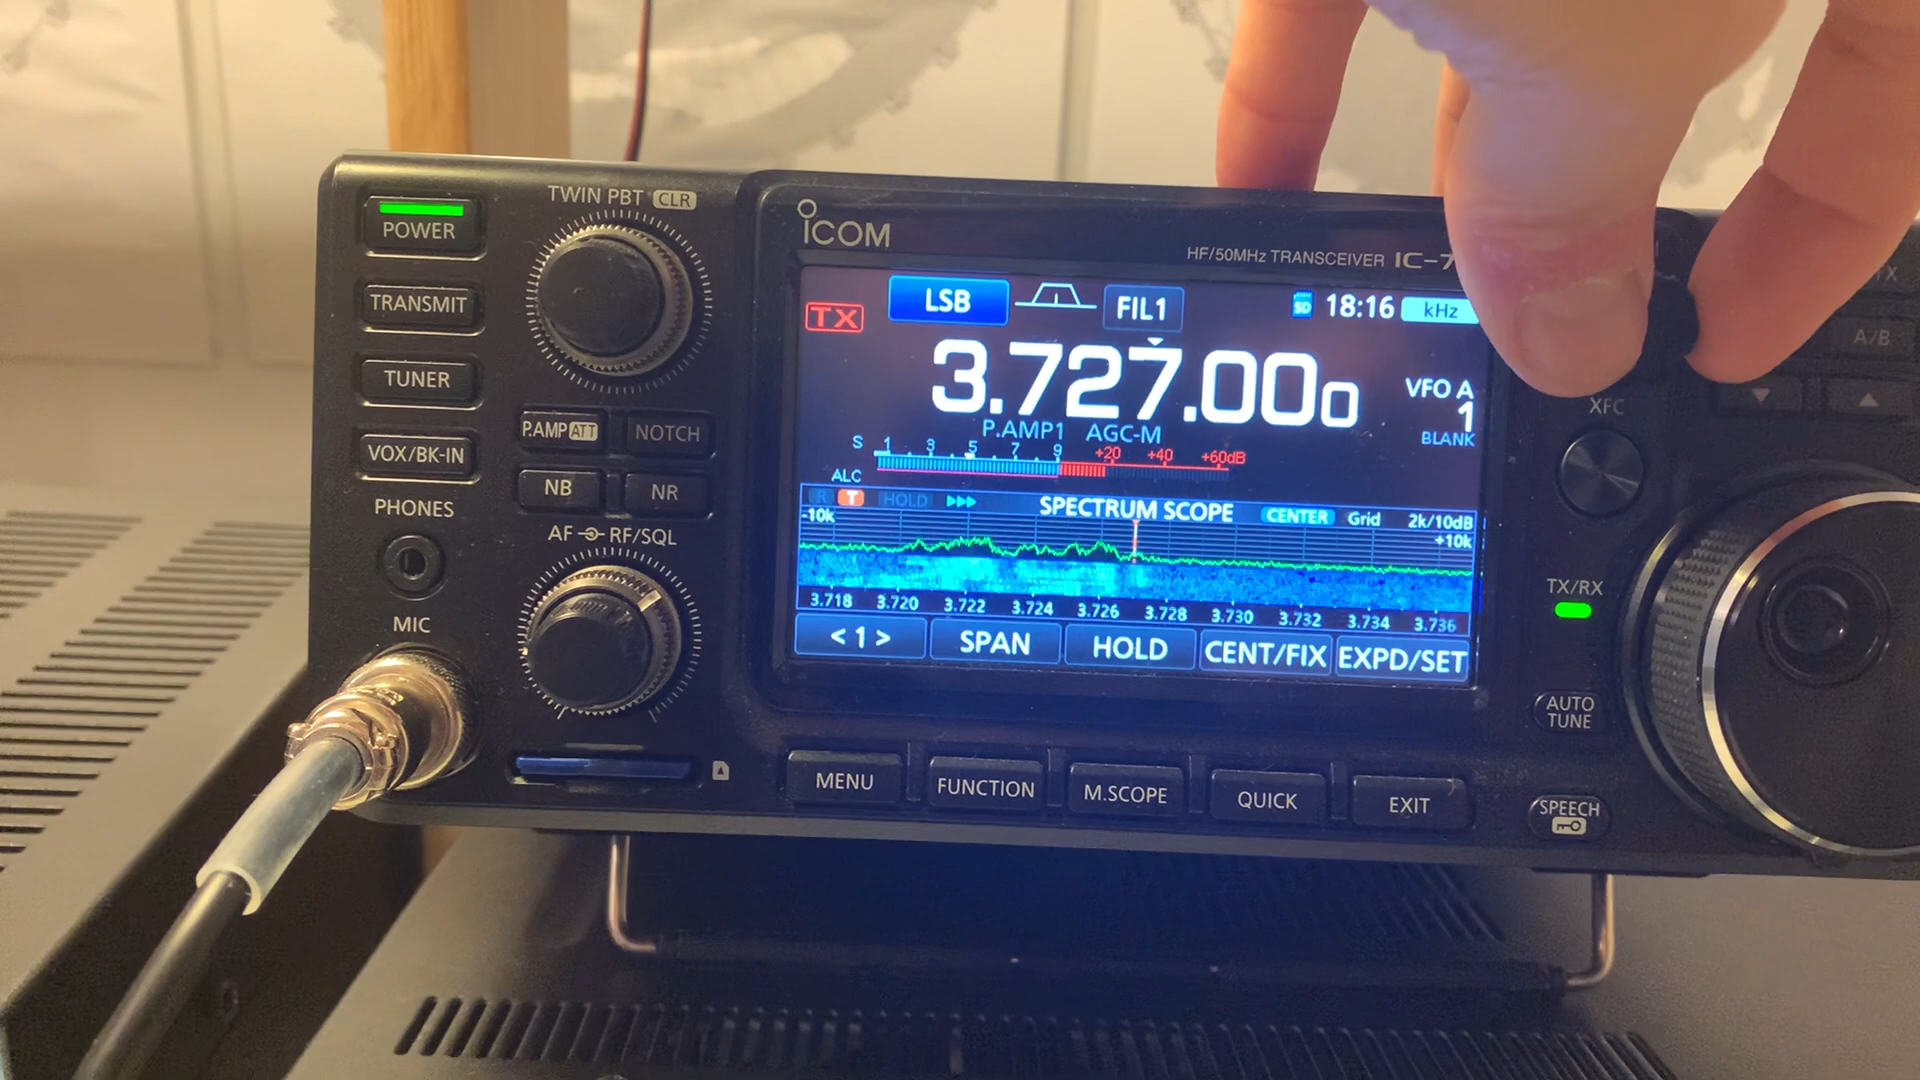 TWIN PBT CLR
POWER
ICOM
HF/50MHz TRANSCEIVER IC-7
TRANSMIT
TX
LSB
FIL1
SD
18:16
kHz
A/B
3.727.000
VFO A
1
BLANK
TUNER
P.AMP ATT
NOTCH
P.AMP1 AGC-M
XFC
S 1 3 5 7 9 +20 +40 +60dB
ALC
VOX/BK-IN
NB
NR
R T HOLD
SPECTRUM SCOPE
CENTER
Grid
2k/10dB
-10k
+10k
PHONES
AF RF/SQL
3.718 3.720 3.722 3.724 3.726 3.728 3.730 3.732 3.734 3.736
TX/RX
<1>
SPAN
HOLD
CENT/FIX
EXPD/SET
MIC
AUTO
TUNE
MENU
FUNCTION
M.SCOPE
QUICK
EXIT
SPEECH